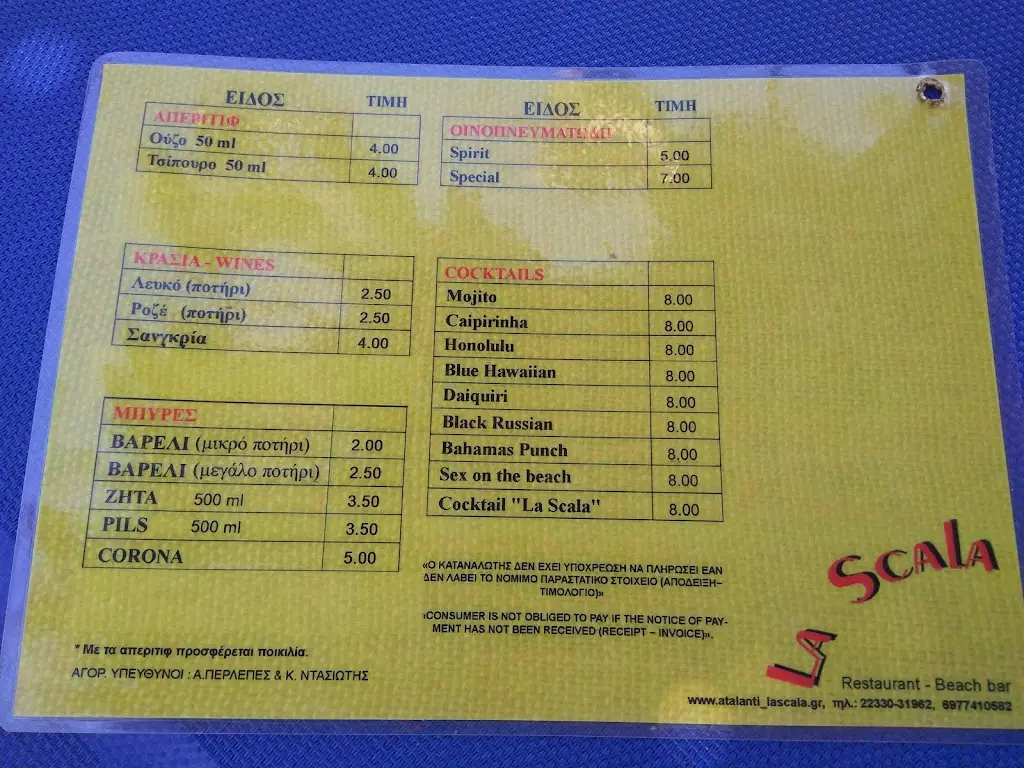 ΕΙΔΟΣ ΤΙΜΗ
ΑΠΕΡΙΤΙΦ
Ούζο 50 ml 4.00
Τσίπουρο 50 ml 4.00
ΚΡΑΣΙΑ - WINES
Λευκό (ποτήρι) 2.50
Ροζέ (ποτήρι) 2.50
Σανγκρία 4.00
ΜΠΥΡΕΣ
ΒΑΡΕΛΙ (μικρό ποτήρι) 2.00
ΒΑΡΕΛΙ (μεγάλο ποτήρι) 2.50
ΖΗΤΑ 500 ml 3.50
PILS 500 ml 3.50
CORONA 5.00
* Με τα απεριτιφ προσφέρεται ποικιλία.
ΑΓΟΡ. ΥΠΕΥΘΥΝΟΙ : Α.ΠΕΡΛΕΠΕΣ & Κ. ΝΤΑΣΙΩΤΗΣ
ΕΙΔΟΣ ΤΙΜΗ
ΟΙΝΟΠΝΕΥΜΑΤΩΔΗ
Spirit 5.00
Special 7.00
COCKTAILS
Mojito 8.00
Caipirinha 8.00
Honolulu 8.00
Blue Hawaiian 8.00
Daiquiri 8.00
Black Russian 8.00
Bahamas Punch 8.00
Sex on the beach 8.00
Cocktail "La Scala" 8.00
«Ο ΚΑΤΑΝΑΛΩΤΗΣ ΔΕΝ ΕΧΕΙ ΥΠΟΧΡΕΩΣΗ ΝΑ ΠΛΗΡΩΣΕΙ ΕΑΝ
ΔΕΝ ΛΑΒΕΙ ΤΟ ΝΟΜΙΜΟ ΠΑΡΑΣΤΑΤΙΚΟ ΣΤΟΙΧΕΙΟ (ΑΠΟΔΕΙΞΗ–
ΤΙΜΟΛΟΓΙΟ)»
‹CONSUMER IS NOT OBLIGED TO PAY IF THE NOTICE OF PAY-
MENT HAS NOT BEEN RECEIVED (RECEIPT – INVOICE)».
LA SCALA
Restaurant - Beach bar
www.atalanti_lascala.gr, τηλ.: 22330-31962, 6977410582